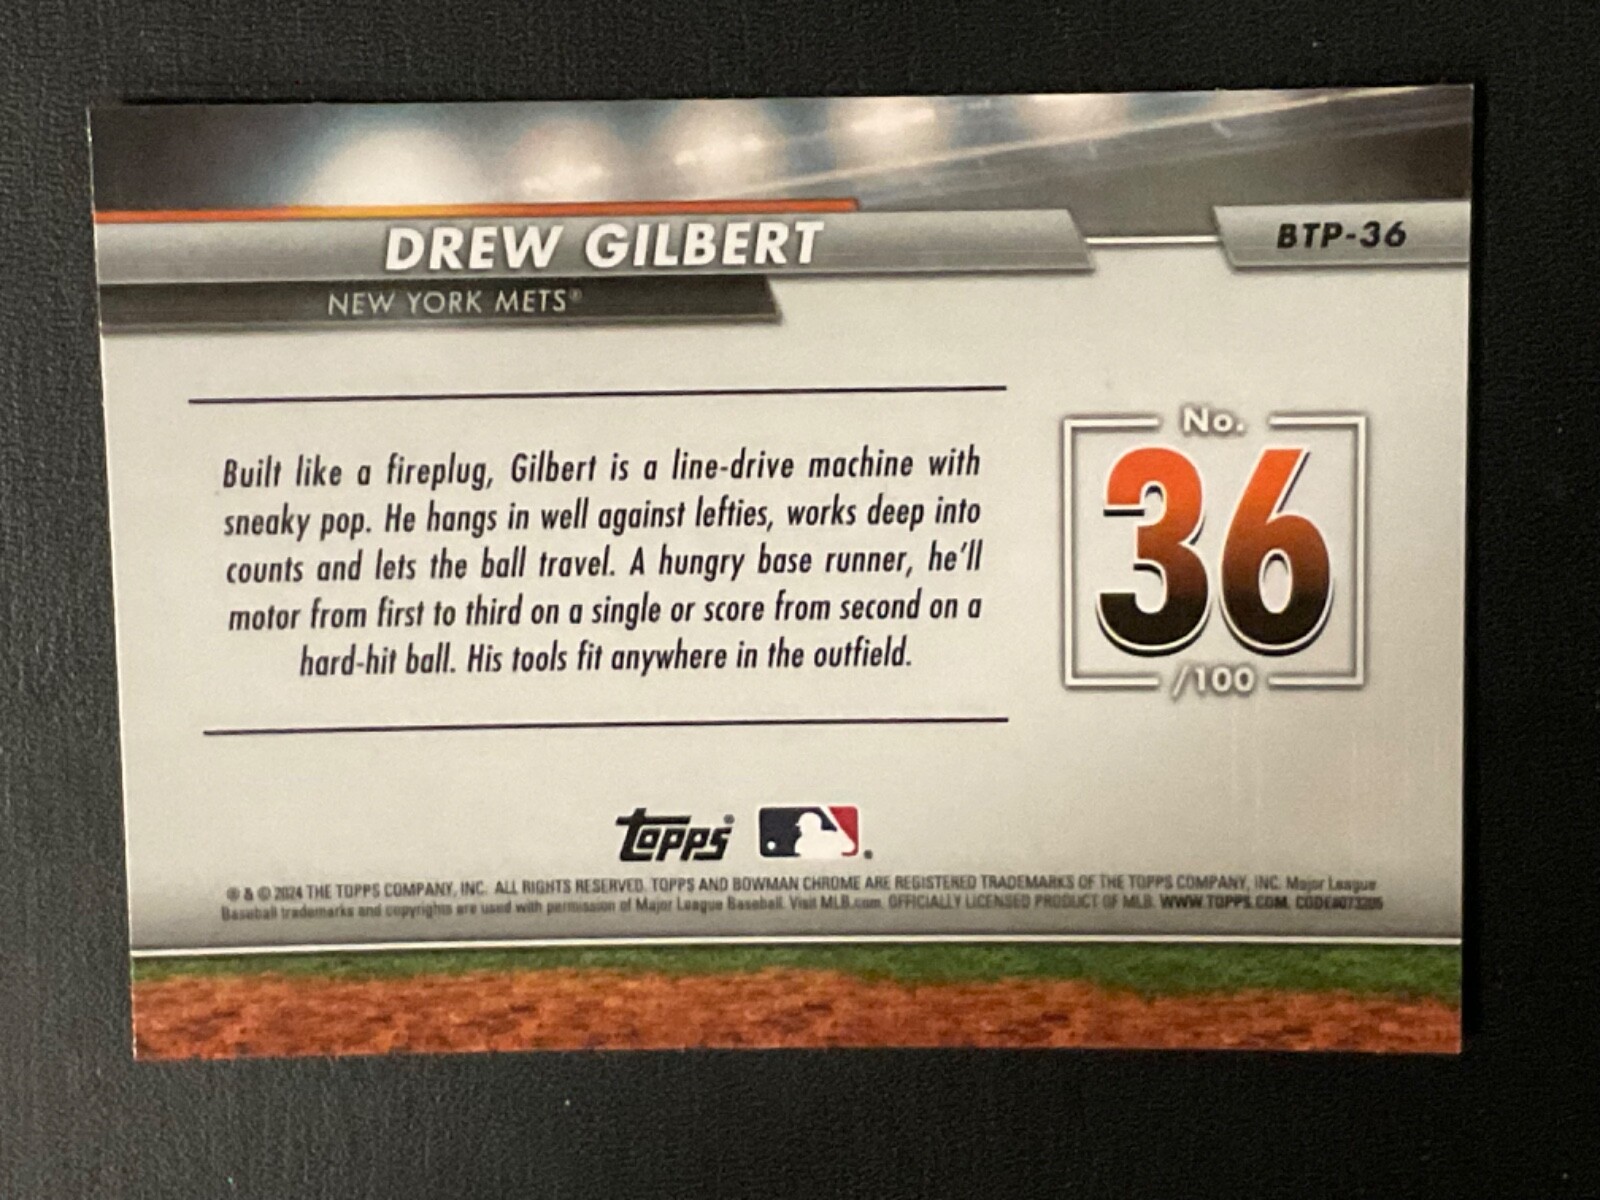 DREW GILBERT
BTP-36
NEW YORK METS®
Built like a fireplug, Gilbert is a line-drive machine with
sneaky pop. He hangs in well against lefties, works deep into
counts and lets the ball travel. A hungry base runner, he'll
motor from first to third on a single or score from second on a
hard-hit ball. His tools fit anywhere in the outfield.
No.
36
/100
topps®
® & © 2024 THE TOPPS COMPANY, INC. ALL RIGHTS RESERVED. TOPPS AND BOWMAN CHROME ARE REGISTERED TRADEMARKS OF THE TOPPS COMPANY, INC. Major League
Baseball trademarks and copyrights are used with permission of Major League Baseball. Visit MLB.com. OFFICIALLY LICENSED PRODUCT OF MLB. WWW.TOPPS.COM. CODE#073205